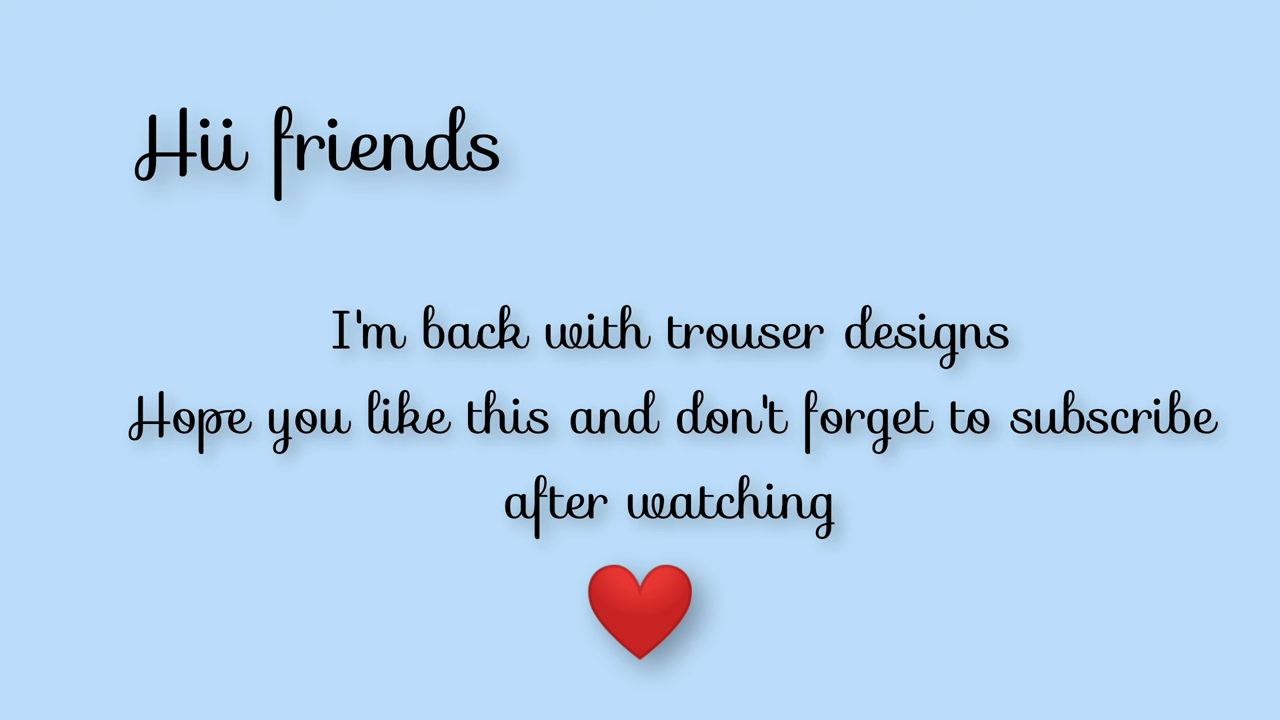 Hii friends
I'm back with trouser designs
Hope you like this and don't forget to subscribe
after watching